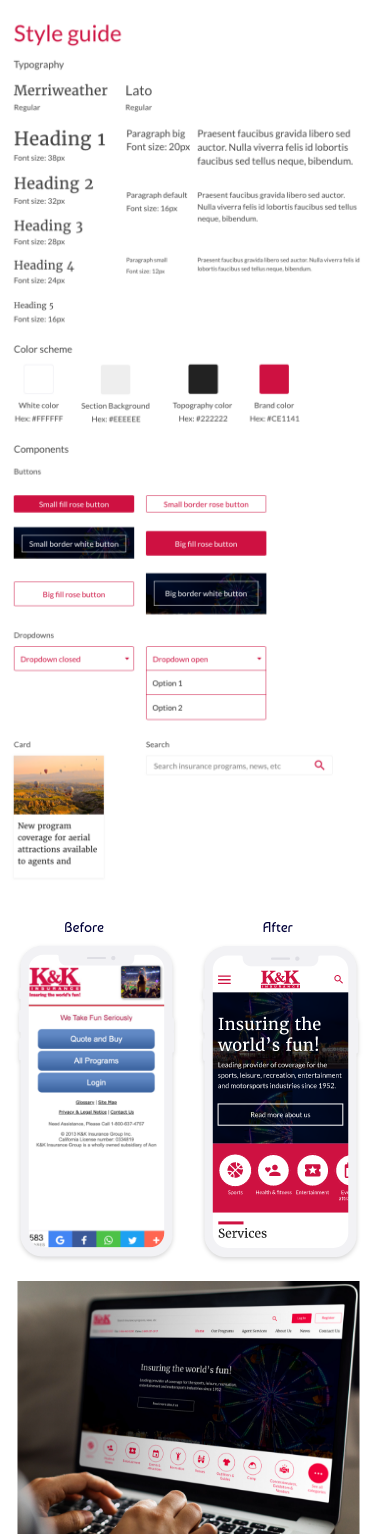 Style guide
Typography
Merriweather
Regular
Lato
Regular
Heading 1
Font size: 38px
Heading 2
Font size: 32px
Heading 3
Font size: 28px
Heading 4
Font size: 24px
Heading 5
Font size: 16px
Paragraph big
Font size: 20px
Praesent faucibus gravida libero sed
auctor. Nulla viverra felis id lobortis
faucibus sed tellus neque, bibendum.
Paragraph default
Font size: 16px
Praesent faucibus gravida libero sed auctor.
Nulla viverra felis id lobortis faucibus sed tellus
neque, bibendum.
Paragraph small
Font size: 12px
Praesent faucibus gravida libero sed auctor. Nulla viverra felis id
lobortis faucibus sed tellus neque, bibendum.
Color scheme
White color
Hex: #FFFFFF
Section Background
Hex: #EEEEEE
Topography color
Hex: #222222
Brand color
Hex: #CE1141
Components
Buttons
Small fill rose button
Small border rose button
Small border white button
Big fill rose button
Big fill rose button
Big border white button
Dropdowns
Dropdown closed
Dropdown open
Option 1
Option 2
Card
New program
coverage for aerial
attractions available
to agents and
Search
Search insurance programs, news, etc
Before
After
K&K
INSURANCE
Insuring the world's fun!
We Take Fun Seriously
Quote and Buy
All Programs
Login
Glossary | Site Map
Privacy & Legal Notice | Contact Us
Need Assistance, Please Call 1-800-637-4757
© 2013 K&K Insurance Group Inc.
California License number
K&K Insurance Group is a wholly owned subsidiary of Aon
583
K&K
INSURANCE
Insuring the
world's fun!
Leading provider of coverage for the
sports, leisure, recreation, entertainment
and motorsports industries since 1952.
Read more about us
Sports
Health & fitness
Entertainment
Services
K&K
Log In
Register
Home
Our Programs
Agent Services
About Us
News
Contact Us
Insuring the world's fun!
Leading provider of coverage for the sports, leisure, recreation,
entertainment and motorsports industries since 1952
Read more about us